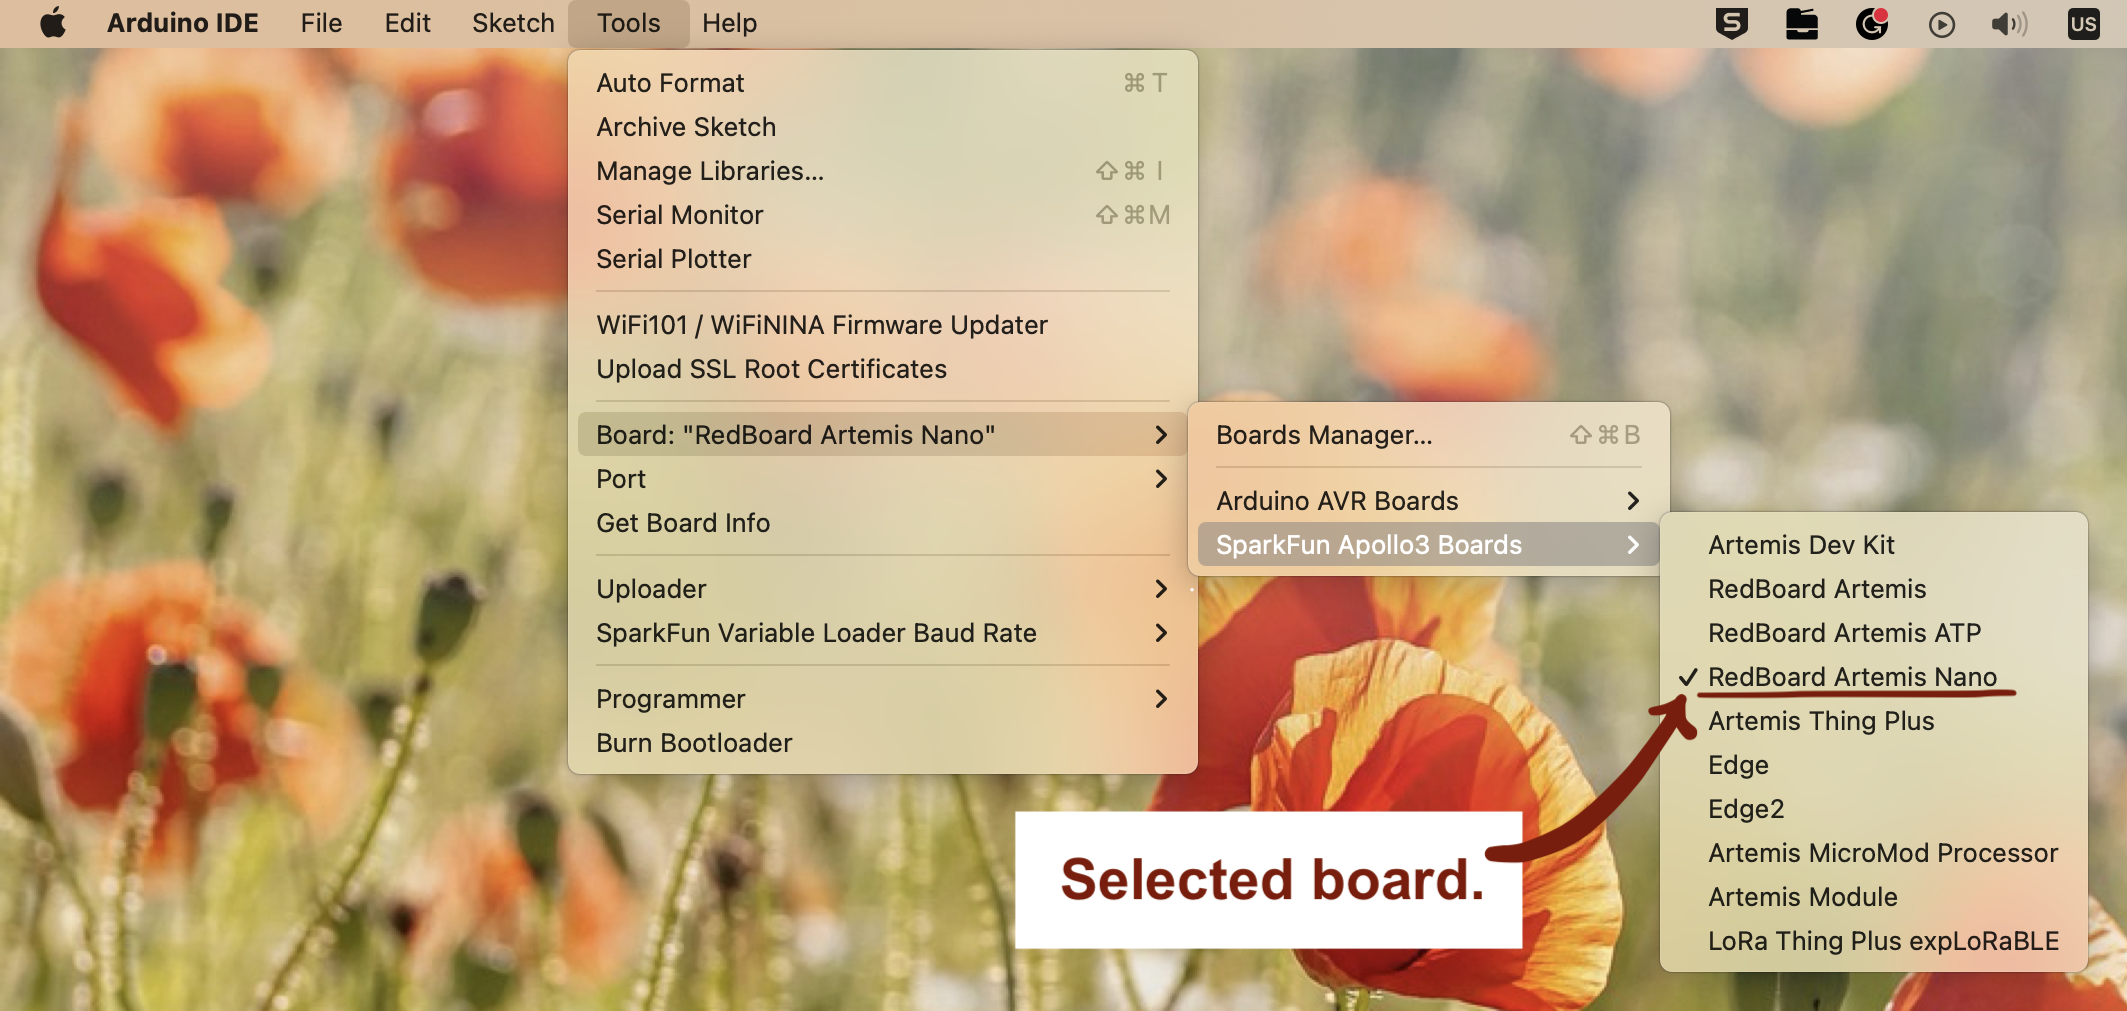 Arduino IDE File Edit Sketch Tools Help US
Auto Format ⌘ T
Archive Sketch
Manage Libraries... ⇧ ⌘ I
Serial Monitor ⇧ ⌘ M
Serial Plotter
WiFi101 / WiFiNINA Firmware Updater
Upload SSL Root Certificates
Board: "RedBoard Artemis Nano"
Port
Get Board Info
Uploader
SparkFun Variable Loader Baud Rate
Programmer
Burn Bootloader
Boards Manager... ⇧ ⌘ B
Arduino AVR Boards
SparkFun Apollo3 Boards
Artemis Dev Kit
RedBoard Artemis
RedBoard Artemis ATP
✓ RedBoard Artemis Nano
Artemis Thing Plus
Edge
Edge2
Artemis MicroMod Processor
Artemis Module
LoRa Thing Plus expLoRaBLE
Selected board.